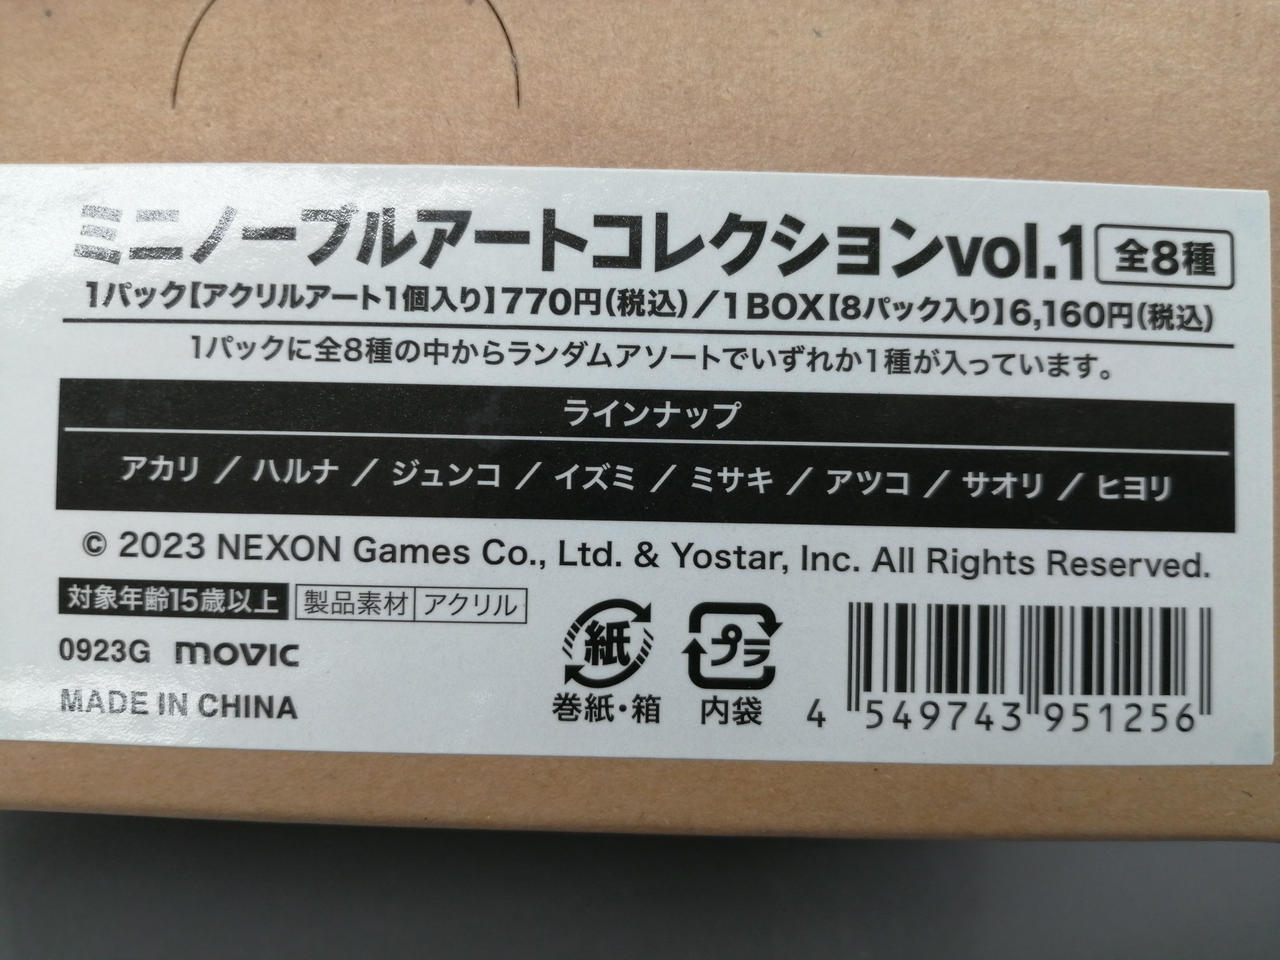 ミニノーブルアートコレクションvol.1 全8種
1パック【アクリルアート1個入り】770円(税込)/1BOX【8パック入り】6,160円(税込)
1パックに全8種の中からランダムアソートでいずれか1種が入っています。
ラインナップ
アカリ / ハルナ / ジュンコ / イズミ / ミサキ / アツコ / サオリ / ヒヨリ
© 2023 NEXON Games Co., Ltd. & Yostar, Inc. All Rights Reserved.
対象年齢15歳以上 製品素材 アクリル
0923G movic
MADE IN CHINA
紙
巻紙・箱
プラ
内袋
4 549743 951256